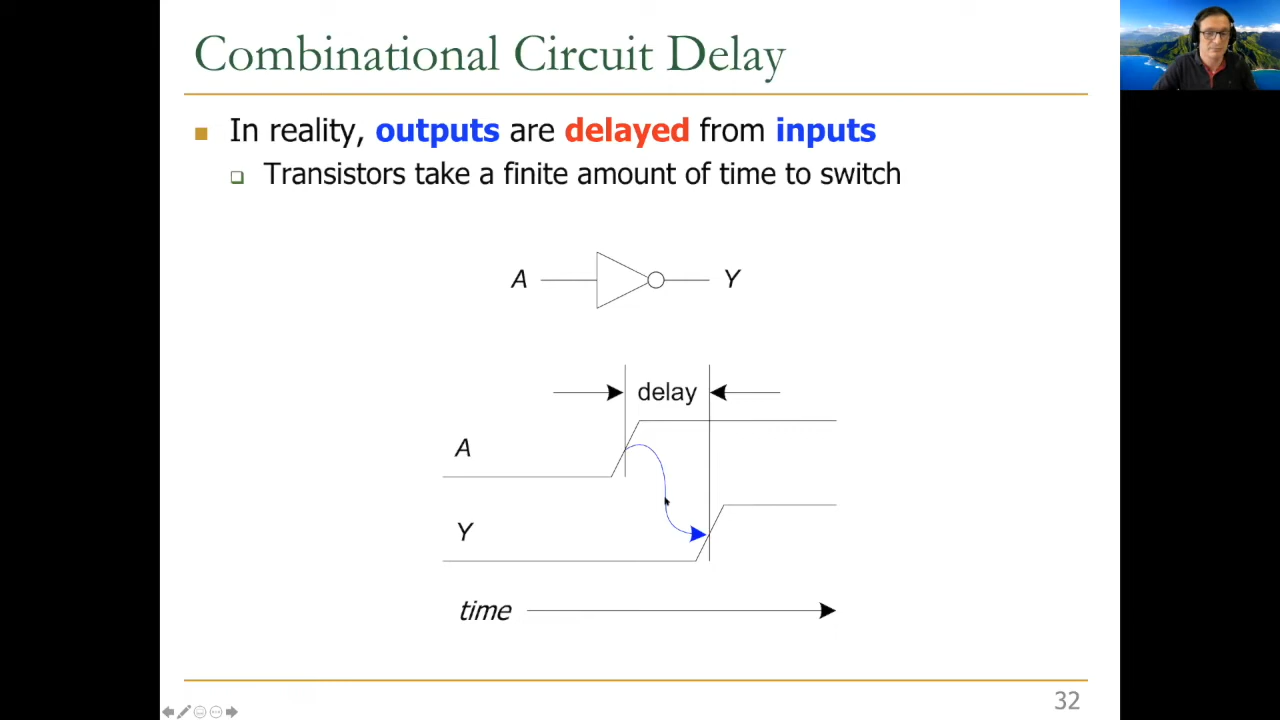 Combinational Circuit Delay
In reality, outputs are delayed from inputs
Transistors take a finite amount of time to switch
A Y
delay
A
Y
time
32